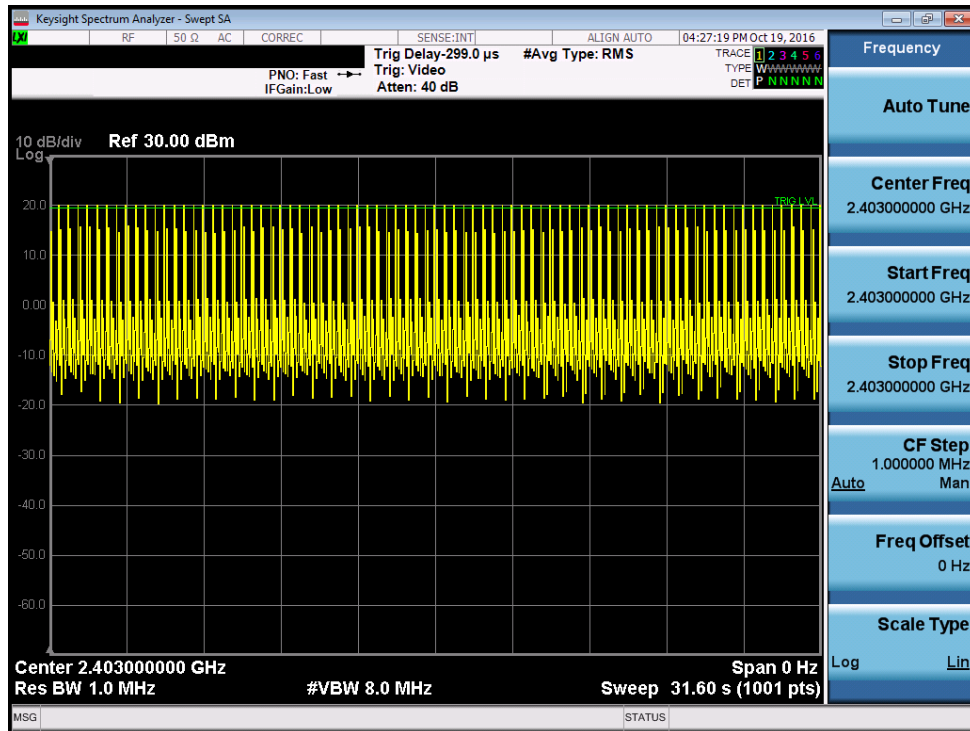 Keysight Spectrum Analyzer - Swept SA
LXI RF 50 Ω AC CORREC SENSE:INT ALIGN AUTO 04:27:19 PM Oct 19, 2016
Trig Delay-299.0 µs #Avg Type: RMS TRACE 1 2 3 4 5 6
PNO: Fast Trig: Video TYPE WWWWWW
IFGain:Low Atten: 40 dB DET P N N N N N
10 dB/div Ref 30.00 dBm
Log
20.0
TRIG LVL
10.0
0.00
-10.0
-20.0
-30.0
-40.0
-50.0
-60.0
Center 2.403000000 GHz Span 0 Hz
Res BW 1.0 MHz #VBW 8.0 MHz Sweep 31.60 s (1001 pts)
MSG STATUS
Frequency
Auto Tune
Center Freq
2.403000000 GHz
Start Freq
2.403000000 GHz
Stop Freq
2.403000000 GHz
CF Step
1.000000 MHz
Auto Man
Freq Offset
0 Hz
Scale Type
Log Lin